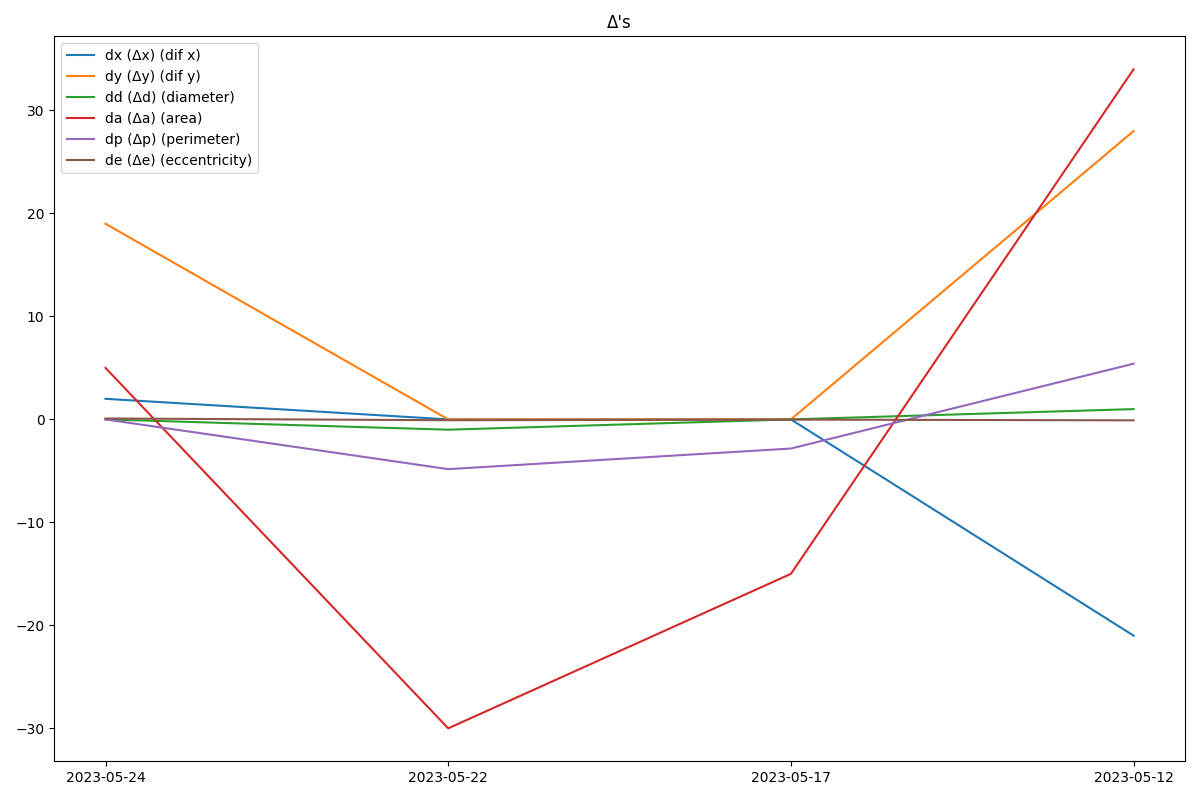 Δ's
dx (Δx) (dif x)
dy (Δy) (dif y)
dd (Δd) (diameter)
da (Δa) (area)
dp (Δp) (perimeter)
de (Δe) (eccentricity)
30
20
10
0
−10
−20
−30
2023-05-24 2023-05-22 2023-05-17 2023-05-12